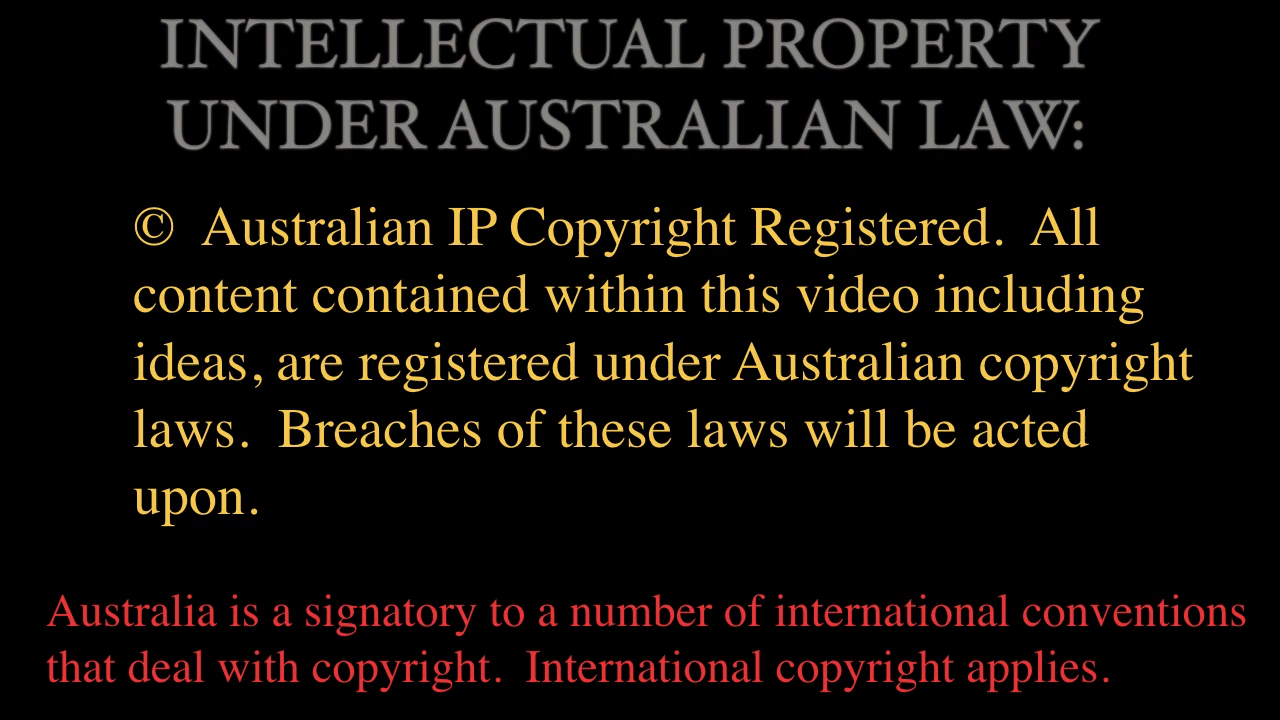 INTELLECTUAL PROPERTY
UNDER AUSTRALIAN LAW:
© Australian IP Copyright Registered. All
content contained within this video including
ideas, are registered under Australian copyright
laws. Breaches of these laws will be acted
upon.
Australia is a signatory to a number of international conventions
that deal with copyright. International copyright applies.